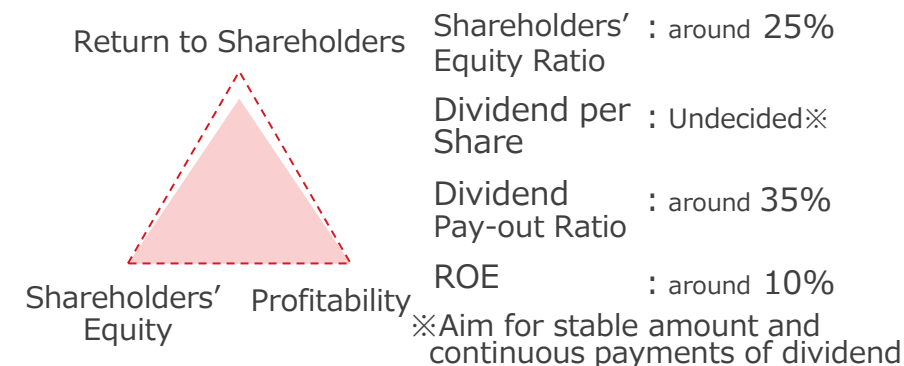 Return to Shareholders
Shareholders’
Equity
Profitability
Shareholders’ : around 25%
Equity Ratio
Dividend per : Undecided※
Share
Dividend : around 35%
Pay-out Ratio
ROE : around 10%
※Aim for stable amount and
continuous payments of dividend